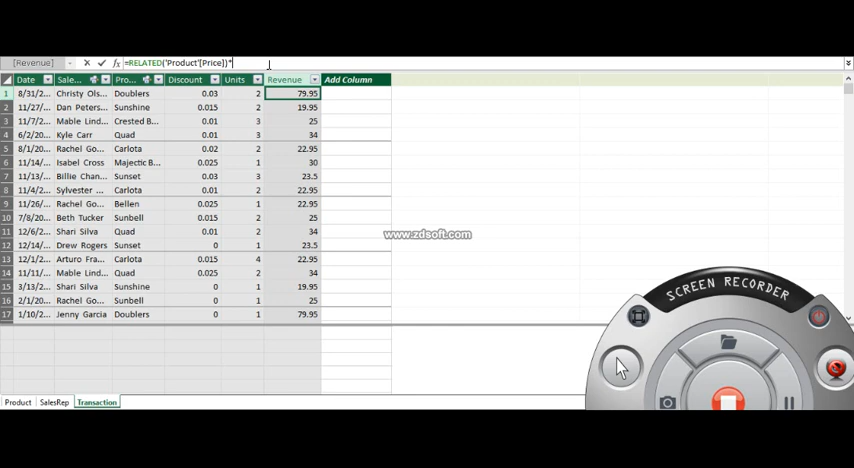 [Revenue] fx =RELATED('Product'[Price])*
Date Sale... Pro... Discount Units Revenue Add Column
1 8/31/2... Christy Ols... Doublers 0.03 2 79.95
2 11/27/... Dan Peters... Sunshine 0.015 2 19.95
3 11/7/2... Mable Lind... Crested B... 0.01 3 25
4 6/2/20... Kyle Carr Quad 0.01 3 34
5 8/1/20... Rachel Go... Carlota 0.02 2 22.95
6 11/14/... Isabel Cross Majectic B... 0.025 1 30
7 11/13/... Billie Chan... Sunset 0.03 3 23.5
8 11/4/2... Sylvester ... Carlota 0.01 2 22.95
9 11/26/... Rachel Go... Bellen 0.025 1 22.95
10 7/8/20... Beth Tucker Sunbell 0.015 2 25
11 12/6/2... Shari Silva Quad 0.01 2 34
12 12/14/... Drew Rogers Sunset 0 1 23.5
13 12/1/2... Arturo Fra... Carlota 0.015 4 22.95
14 11/11/... Mable Lind... Quad 0.025 1 34
15 3/13/2... Shari Silva Sunshine 0 1 19.95
16 2/1/20... Rachel Go... Sunbell 0 1 25
17 1/10/2... Jenny Garcia Doublers 0 1 79.95
www.zdsoft.com
SCREEN RECORDER
Product SalesRep Transaction